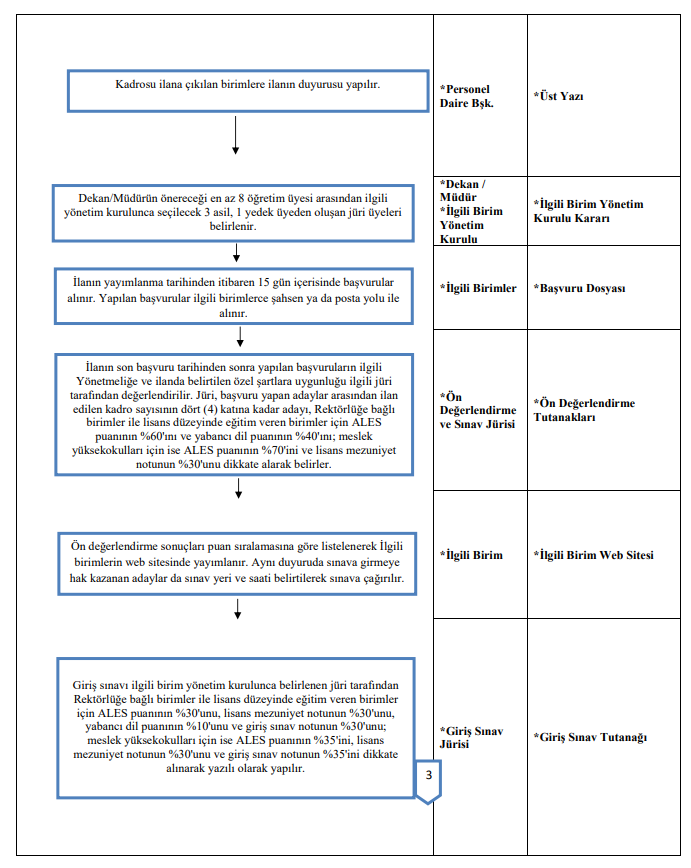 Kadrosu ilana çıkılan birimlere ilanın duyurusu yapılır.
*Personel
Daire Bşk.
*Üst Yazı
Dekan/Müdürün önereceği en az 8 öğretim üyesi arasından ilgili
yönetim kurulunca seçilecek 3 asil, 1 yedek üyeden oluşan jüri üyeleri
belirlenir.
*Dekan /
Müdür
*İlgili Birim
Yönetim
Kurulu
*İlgili Birim Yönetim
Kurulu Kararı
İlanın yayımlanma tarihinden itibaren 15 gün içerisinde başvurular
alınır. Yapılan başvurular ilgili birimlerce şahsen ya da posta yolu ile
alınır.
*İlgili Birimler
*Başvuru Dosyası
İlanın son başvuru tarihinden sonra yapılan başvuruların ilgili
Yönetmeliğe ve ilanda belirtilen özel şartlara uygunluğu ilgili jüri
tarafından değerlendirilir. Jüri, başvuru yapan adaylar arasından ilan
edilen kadro sayısının dört (4) katına kadar adayı, Rektörlüğe bağlı
birimler ile lisans düzeyinde eğitim veren birimler için ALES
puanının %60'ını ve yabancı dil puanının %40'ını; meslek
yüksekokulları için ise ALES puanının %70'ini ve lisans mezuniyet
notunun %30'unu dikkate alarak belirler.
*Ön
Değerlendirme
ve Sınav Jürisi
*Ön Değerlendirme
Tutanakları
Ön değerlendirme sonuçları puan sıralamasına göre listelenerek İlgili
birimlerin web sitesinde yayımlanır. Aynı duyuruda sınava girmeye
hak kazanan adaylar da sınav yeri ve saati belirtilerek sınava çağırılır.
*İlgili Birim
*İlgili Birim Web Sitesi
Giriş sınavı ilgili birim yönetim kurulunca belirlenen jüri tarafından
Rektörlüğe bağlı birimler ile lisans düzeyinde eğitim veren birimler
için ALES puanının %30'unu, lisans mezuniyet notunun %30'unu,
yabancı dil puanının %10'unu ve giriş sınav notunun %30'unu;
meslek yüksekokulları için ise ALES puanının %35'ini, lisans
mezuniyet notunun %30'unu ve giriş sınav notunun %35'ini dikkate
alınarak yazılı olarak yapılır.
*Giriş Sınav
Jürisi
*Giriş Sınav Tutanağı
3